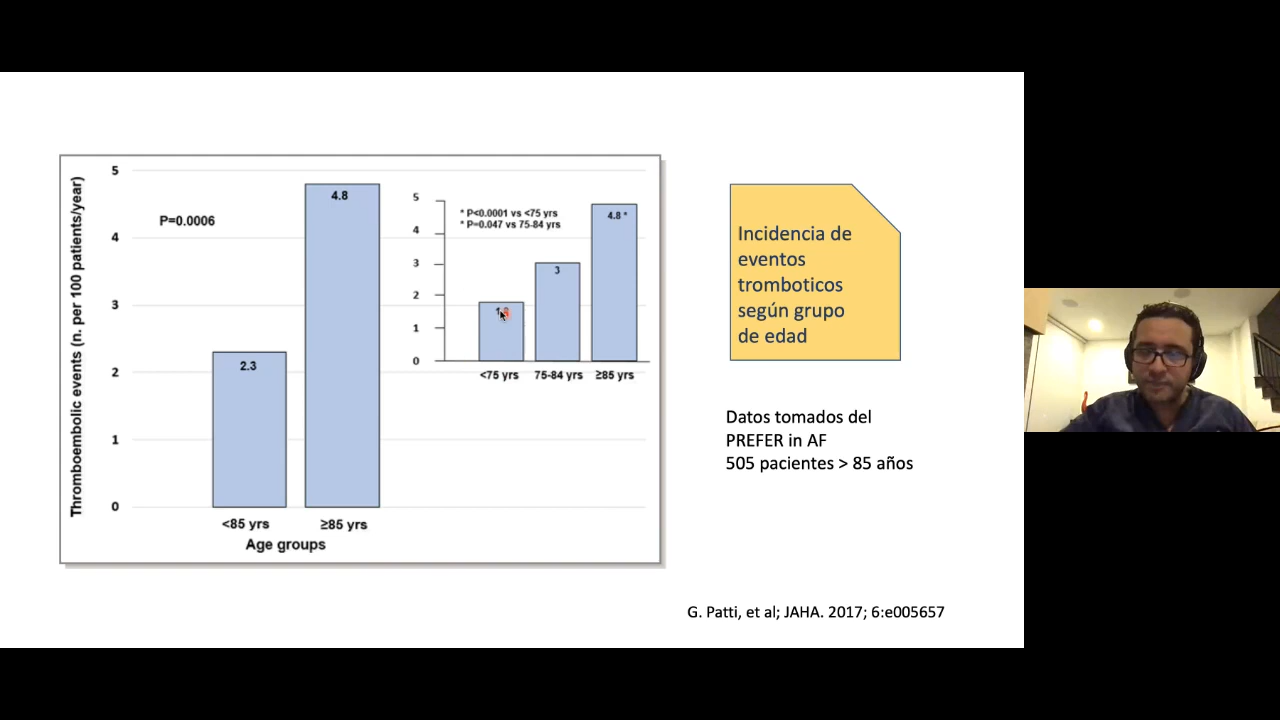 Thromboembolic events (n. per 100 patients/year)
5
4
3
2
1
0
P=0.0006
2.3
4.8
<85 yrs
≥85 yrs
Age groups
5
4
3
2
1
0
* P<0.0001 vs <75 yrs
* P=0.047 vs 75-84 yrs
3
4.8 *
<75 yrs
75-84 yrs
≥85 yrs
Incidencia de
eventos
tromboticos
según grupo
de edad
Datos tomados del
PREFER in AF
505 pacientes > 85 años
G. Patti, et al; JAHA. 2017; 6:e005657